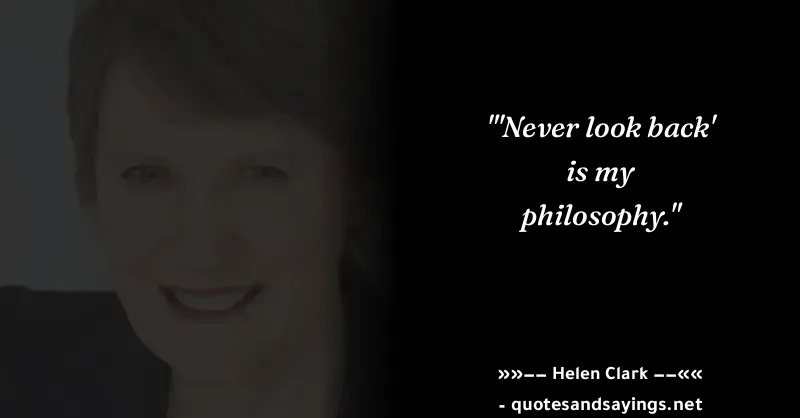 "'Never look back'
is my
philosophy."
»»−− Helen Clark −−««
- quotesandsayings.net